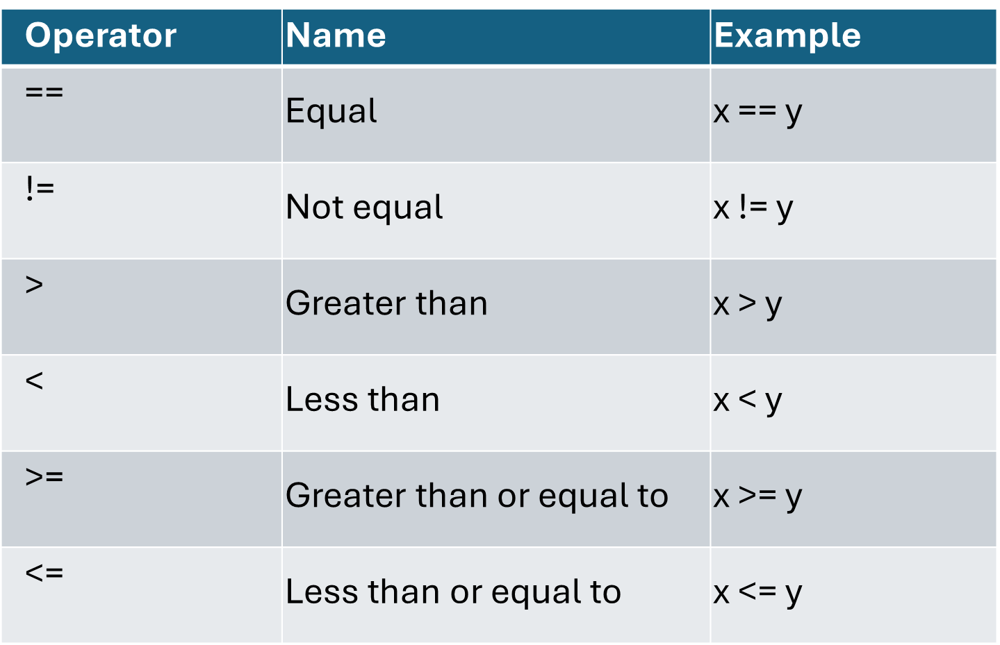 Operator Name Example
== Equal x == y
!= Not equal x != y
> Greater than x > y
< Less than x < y
>= Greater than or equal to x >= y
<= Less than or equal to x <= y